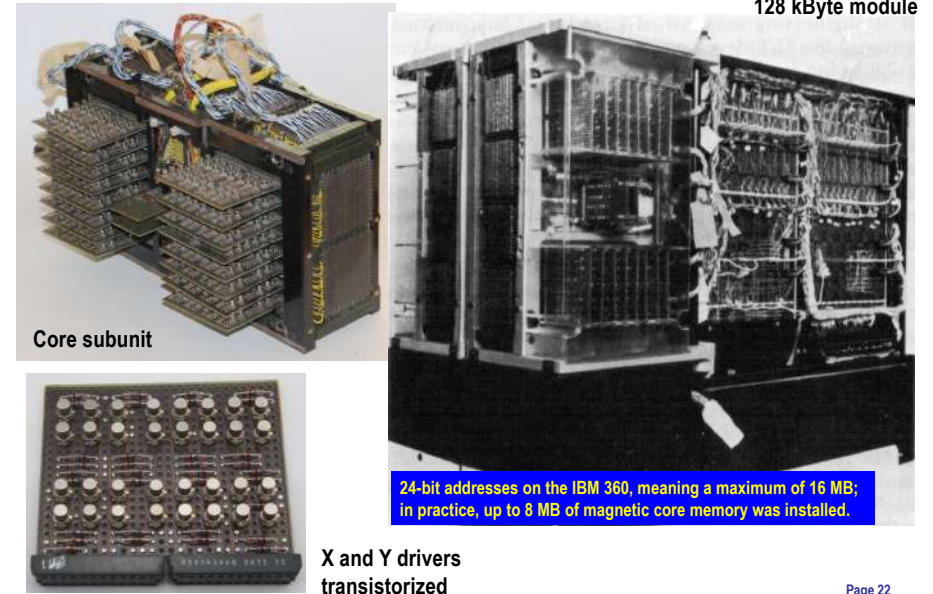 128 kByte module
Core subunit
24-bit addresses on the IBM 360, meaning a maximum of 16 MB;
in practice, up to 8 MB of magnetic core memory was installed.
X and Y drivers
transistorized
Page 22